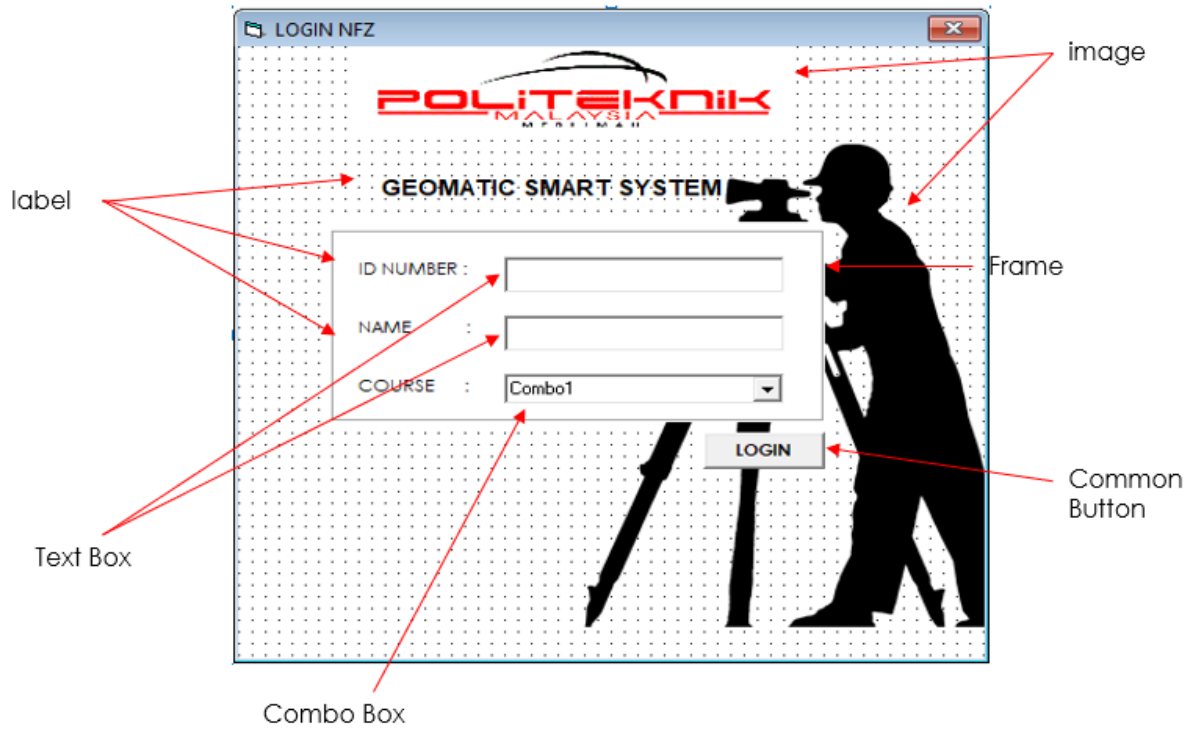 LOGIN NFZ
image
POLiTEKNiK
MALAYSIA
MERLIMAU
label
GEOMATIC SMART SYSTEM
ID NUMBER :
Frame
NAME :
COURSE : Combo1
LOGIN
Common
Button
Text Box
Combo Box